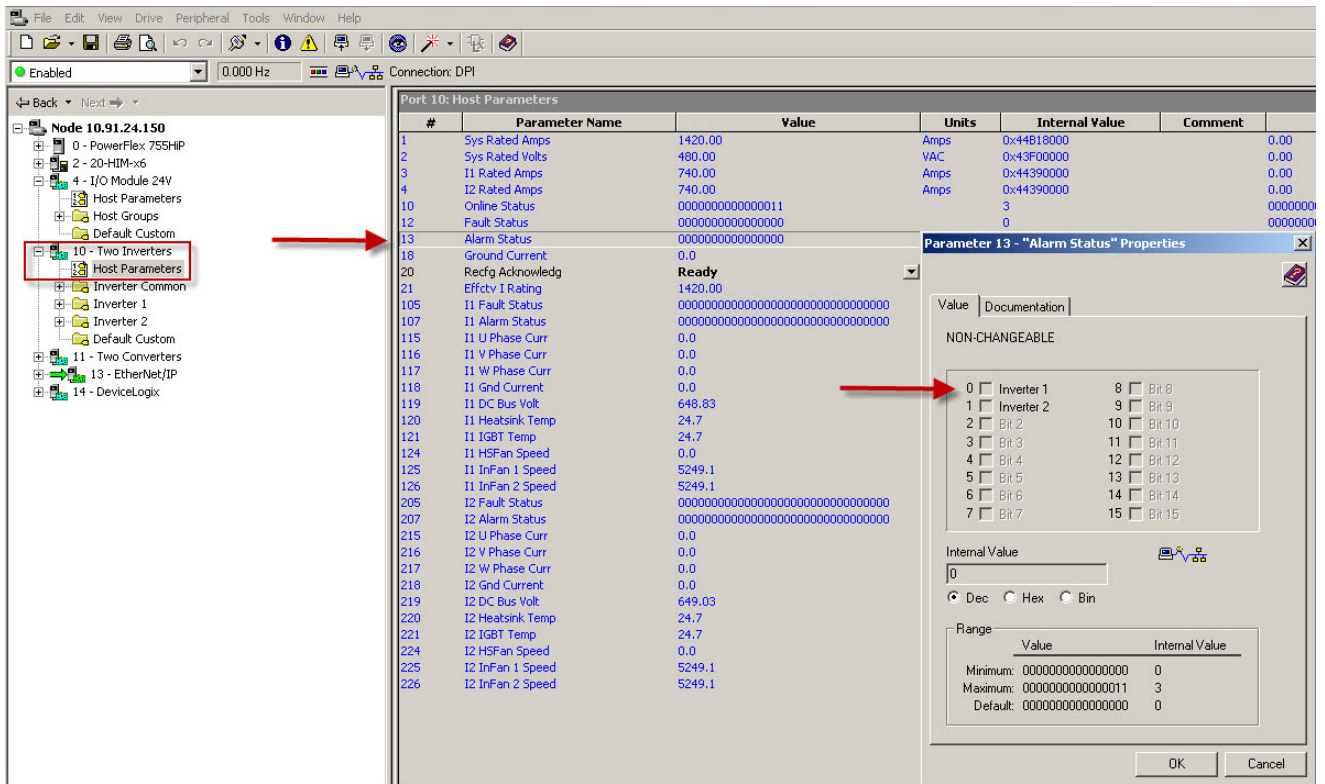 File Edit View Drive Peripheral Tools Window Help
Enabled 0.000 Hz Connection: DPI
Back Next
Node 10.91.24.150
0 - PowerFlex 755HiP
2 - 20-HIM-x6
4 - I/O Module 24V
Host Parameters
Host Groups
Default Custom
10 - Two Inverters
Host Parameters
Inverter Common
Inverter 1
Inverter 2
Default Custom
11 - Two Converters
13 - EtherNet/IP
14 - DeviceLogix
Port 10: Host Parameters
# Parameter Name Value Units Internal Value Comment
1 Sys Rated Amps 1420.00 Amps 0x44B18000 0.00
2 Sys Rated Volts 480.00 VAC 0x43F00000 0.00
3 I1 Rated Amps 740.00 Amps 0x44390000 0.00
4 I2 Rated Amps 740.00 Amps 0x44390000 0.00
10 Online Status 0000000000000011 3 0000000
12 Fault Status 0000000000000000 0 0000000
13 Alarm Status 0000000000000000
18 Ground Current 0.0
20 Recfg Acknowledg Ready
21 Effctv I Rating 1420.00
105 I1 Fault Status 00000000000000000000000000000000
107 I1 Alarm Status 00000000000000000000000000000000
115 I1 U Phase Curr 0.0
116 I1 V Phase Curr 0.0
117 I1 W Phase Curr 0.0
118 I1 Gnd Current 0.0
119 I1 DC Bus Volt 648.83
120 I1 Heatsink Temp 24.7
121 I1 IGBT Temp 24.7
124 I1 HSFan Speed 0.0
125 I1 InFan 1 Speed 5249.1
126 I1 InFan 2 Speed 5249.1
205 I2 Fault Status 00000000000000000000000000000000
207 I2 Alarm Status 00000000000000000000000000000000
215 I2 U Phase Curr 0.0
216 I2 V Phase Curr 0.0
217 I2 W Phase Curr 0.0
218 I2 Gnd Current 0.0
219 I2 DC Bus Volt 649.03
220 I2 Heatsink Temp 24.7
221 I2 IGBT Temp 24.7
224 I2 HSFan Speed 0.0
225 I2 InFan 1 Speed 5249.1
226 I2 InFan 2 Speed 5249.1
Parameter 13 - "Alarm Status" Properties
Value Documentation
NON-CHANGEABLE
0 Inverter 1 8 Bit 8
1 Inverter 2 9 Bit 9
2 Bit 2 10 Bit 10
3 Bit 3 11 Bit 11
4 Bit 4 12 Bit 12
5 Bit 5 13 Bit 13
6 Bit 6 14 Bit 14
7 Bit 7 15 Bit 15
Internal Value
0
Dec Hex Bin
Range
Value Internal Value
Minimum: 0000000000000000 0
Maximum: 0000000000000011 3
Default: 0000000000000000 0
OK Cancel